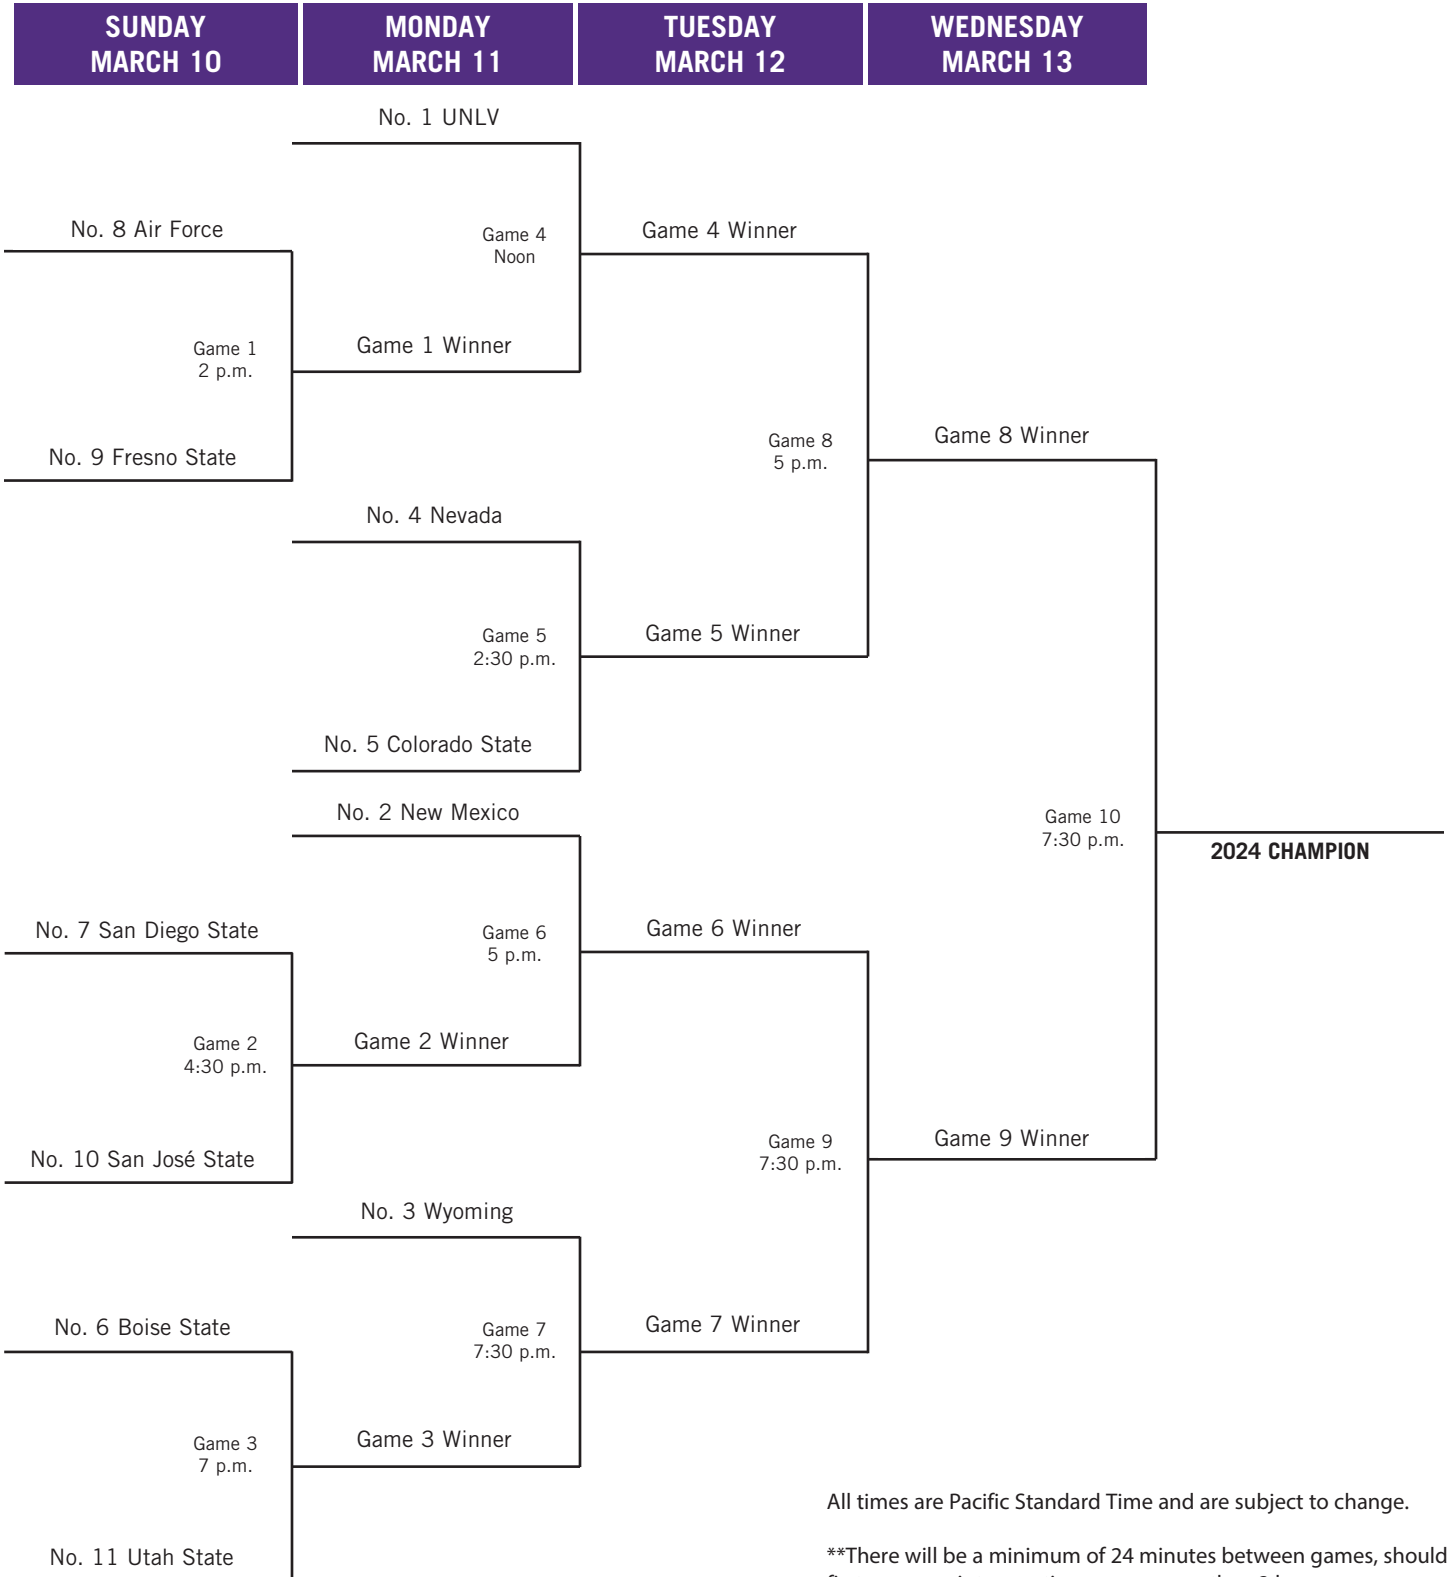 SUNDAY
MARCH 10
MONDAY
MARCH 11
TUESDAY
MARCH 12
WEDNESDAY
MARCH 13
No. 1 UNLV
No. 8 Air Force
Game 4
Noon
Game 4 Winner
Game 1
2 p.m.
Game 1 Winner
No. 9 Fresno State
Game 8
5 p.m.
Game 8 Winner
No. 4 Nevada
Game 5
2:30 p.m.
Game 5 Winner
No. 5 Colorado State
No. 2 New Mexico
Game 10
7:30 p.m.
2024 CHAMPION
No. 7 San Diego State
Game 6
5 p.m.
Game 6 Winner
Game 2
4:30 p.m.
Game 2 Winner
No. 10 San José State
Game 9
7:30 p.m.
Game 9 Winner
No. 3 Wyoming
No. 6 Boise State
Game 7
7:30 p.m.
Game 7 Winner
Game 3
7 p.m.
Game 3 Winner
No. 11 Utah State
All times are Pacific Standard Time and are subject to change.
**There will be a minimum of 24 minutes between games, should